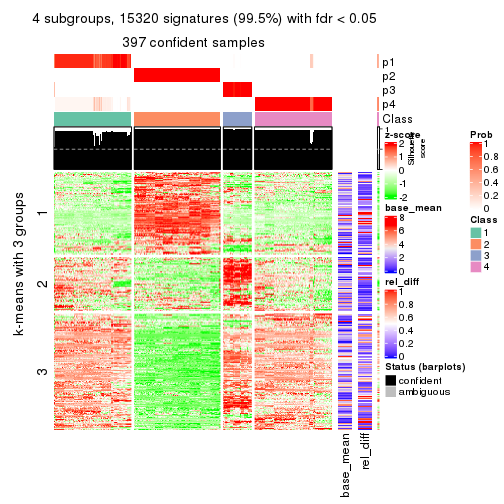 4 subgroups, 15320 signatures (99.5%) with fdr < 0.05
397 confident samples
p1
p2
p3
p4
Class
1
Silhouette score
k-means with 3 groups
1
2
3
base_mean
rel_diff
z-score
2
1
0
-1
-2
base_mean
8
6
4
2
0
rel_diff
1
0.8
0.6
0.4
0.2
0
Status (barplots)
confident
ambiguous
Prob
1
0.8
0.6
0.4
0.2
0
Class
1
2
3
4